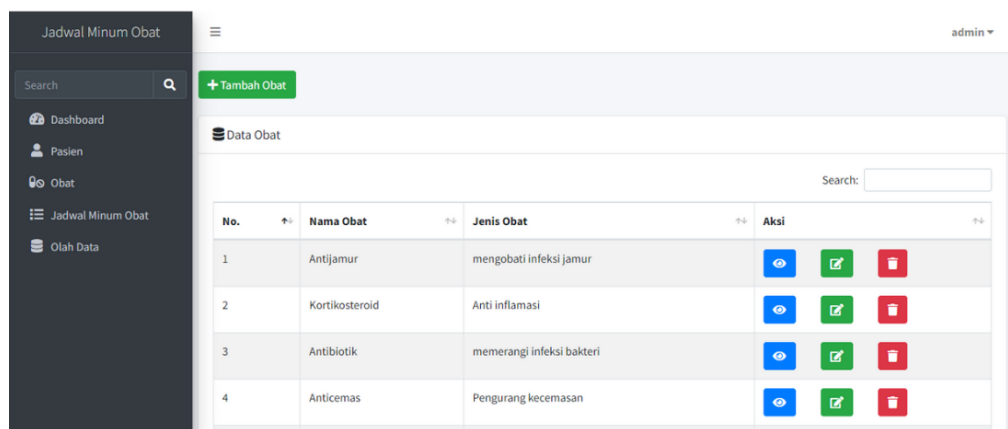 Jadwal Minum Obat
admin
Search
Tambah Obat
Dashboard
Pasien
Obat
Jadwal Minum Obat
Olah Data
Data Obat
Search:
No. Nama Obat Jenis Obat Aksi
1 Antijamur mengobati infeksi jamur
2 Kortikosteroid Anti inflamasi
3 Antibiotik memerangi infeksi bakteri
4 Anticemas Pengurang kecemasan